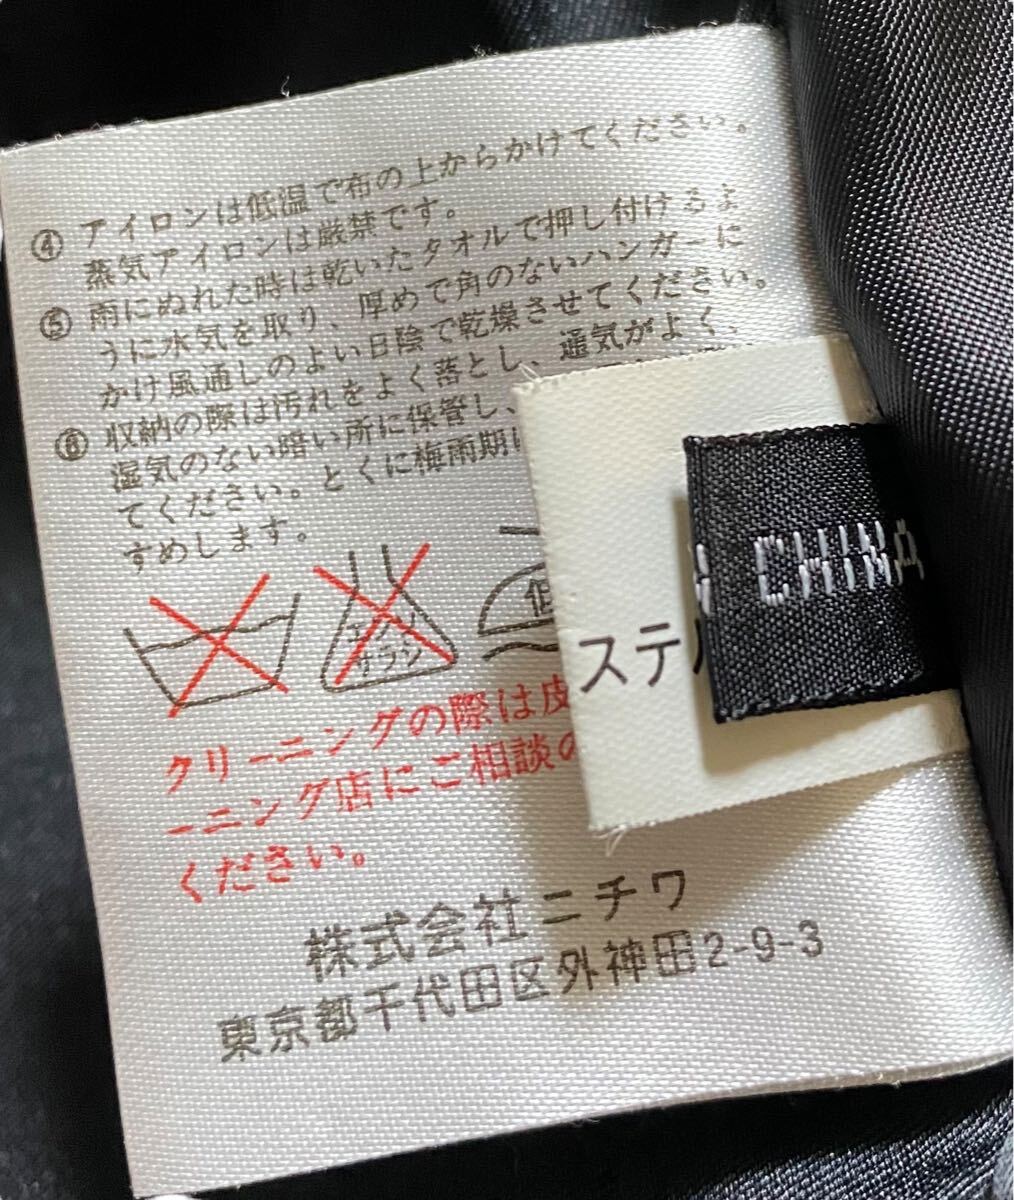 ④ アイロンは低温で布の上からかけてください。
蒸気アイロンは厳禁です。
⑤ 雨にぬれた時は乾いたタオルで押し付けるよ
うに水気を取り、厚めで角のないハンガーに
かけ風通しのよい日陰で乾燥させてください。
⑥ 収納の際は汚れをよく落とし、通気がよく、
湿気のない暗い所に保管し、
てください。とくに梅雨期に
すめします。
エンソ
サラシ
低
クリーニングの際は皮
ーニング店にご相談の
ください。
株式会社ニチワ
東京都千代田区外神田2-9-3
ステ
CHINA